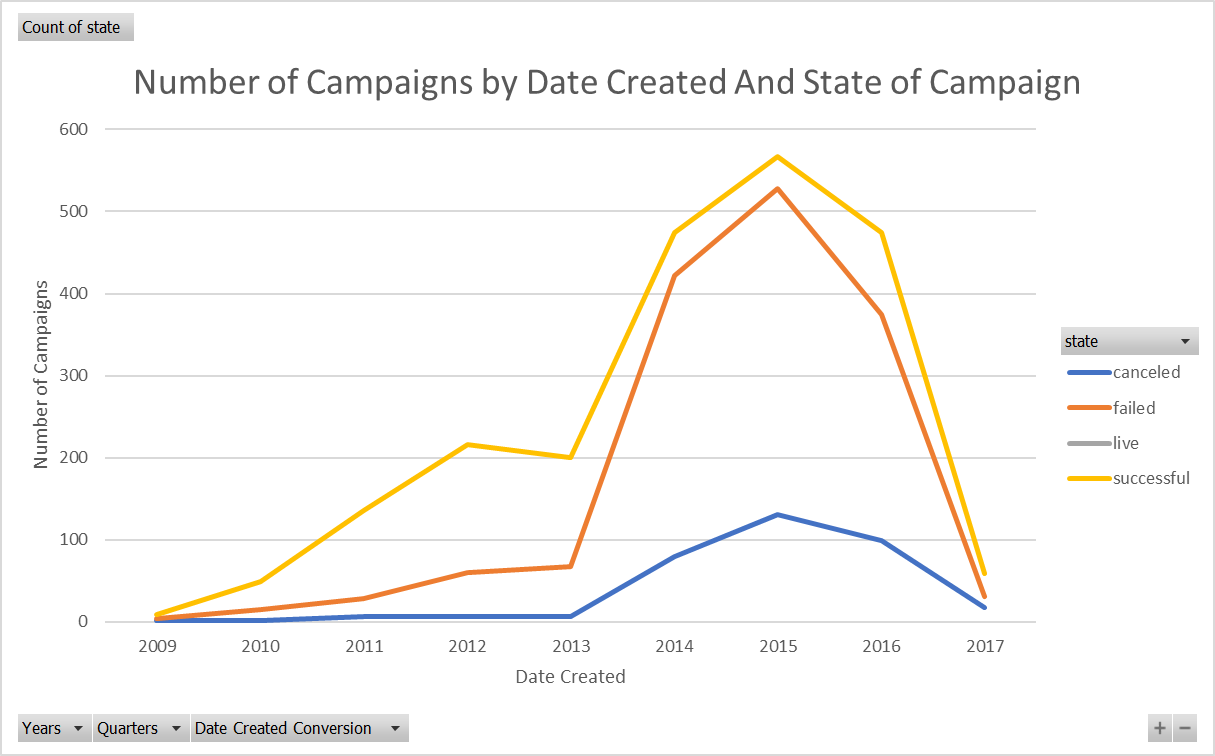 Count of state
Number of Campaigns by Date Created And State of Campaign
600
500
400
300
200
100
0
Number of Campaigns
2009 2010 2011 2012 2013 2014 2015 2016 2017
Date Created
state
canceled
failed
live
successful
Years Quarters Date Created Conversion
+ −